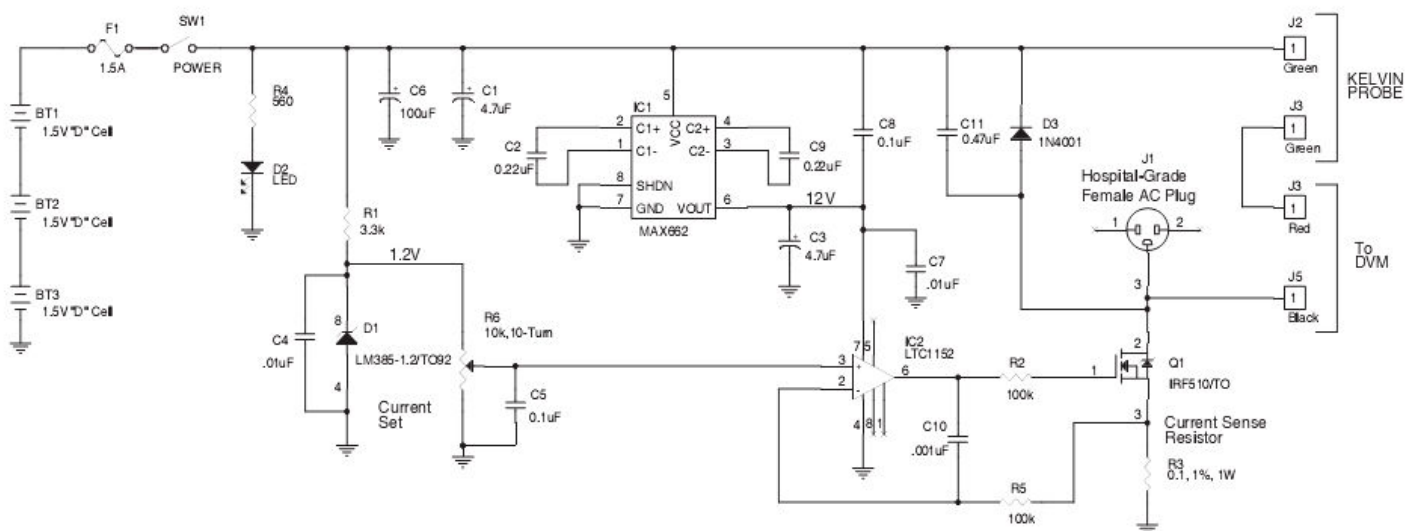 F1
1.5A
SW1
POWER
BT1
1.5V "D" Cell
BT2
1.5V "D" Cell
BT3
1.5V "D" Cell
R4
560
D2
LED
R1
3.3k
1.2V
C4
.01uF
8
D1
LM385-1.2/TO92
4
C6
100uF
+
C1
4.7uF
+
R6
10k,10-Turn
Current
Set
C5
0.1uF
C2
0.22uF
IC1
5
VCC
2
C1+
1
C1-
8
SHDN
7
GND
C2+
4
C2-
3
VOUT
6
MAX662
C9
0.22uF
12V
+
C3
4.7uF
C8
0.1uF
C7
.01uF
C11
0.47uF
D3
1N4001
7
5
IC2
LTC1152
3
+
2
-
6
4
8
1
C10
.001uF
R2
100k
R5
100k
J1
Hospital-Grade
Female AC Plug
1
2
3
2
1
Q1
IRF510/TO
3
Current Sense
Resistor
R3
0.1, 1%, 1W
J2
1
Green
J3
1
Green
KELVIN
PROBE
J3
1
Red
J5
1
Black
To
DVM